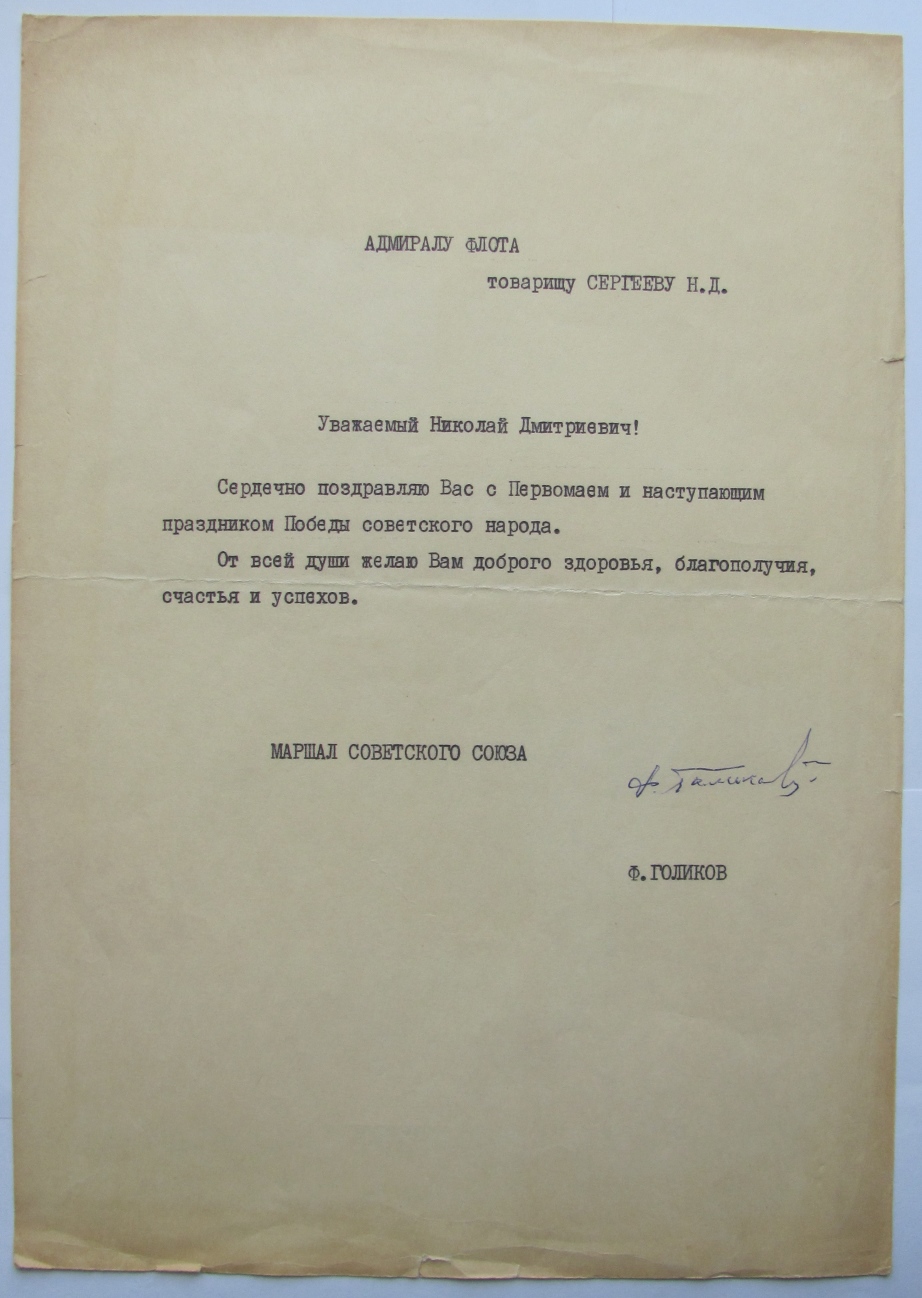 АДМИРАЛУ ФЛОТА
товарищу СЕРГЕЕВУ Н.Д.
Уважаемый Николай Дмитриевич!
Сердечно поздравляю Вас с Первомаем и наступающим
праздником Победы советского народа.
От всей души желаю Вам доброго здоровья, благополучия,
счастья и успехов.
МАРШАЛ СОВЕТСКОГО СОЮЗА
Ф. Голиков
Ф.ГОЛИКОВ